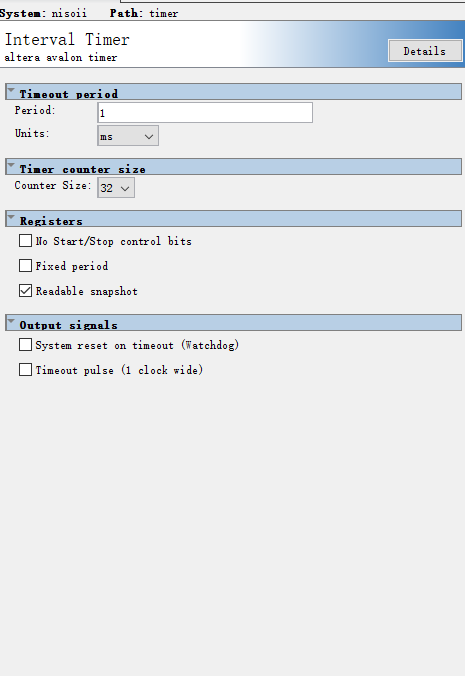 System: nisoii Path: timer
Interval Timer
altera avalon timer
Details
Timeout period
Period: 1
Units: ms
Timer counter size
Counter Size: 32
Registers
No Start/Stop control bits
Fixed period
Readable snapshot
Output signals
System reset on timeout (Watchdog)
Timeout pulse (1 clock wide)